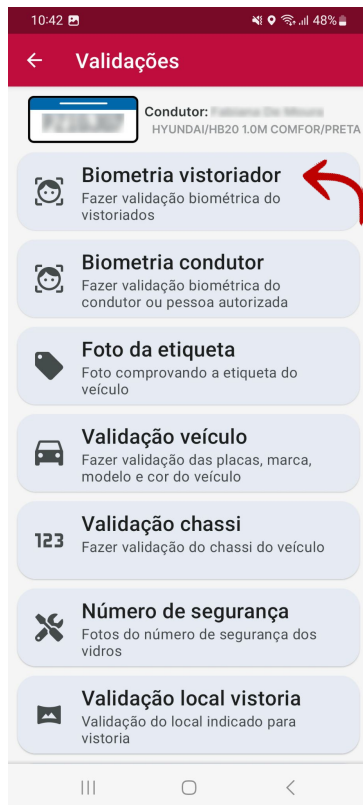 10:42 48%
Validações
Condutor:
HYUNDAI/HB20 1.0M COMFOR/PRETA
Biometria vistoriador
Fazer validação biométrica do
vistoriados
Biometria condutor
Fazer validação biométrica do
condutor ou pessoa autorizada
Foto da etiqueta
Foto comprovando a etiqueta do
veículo
Validação veículo
Fazer validação das placas, marca,
modelo e cor do veículo
123
Validação chassi
Fazer validação do chassi do veículo
Número de segurança
Fotos do número de segurança dos
vidros
Validação local vistoria
Validação do local indicado para
vistoria